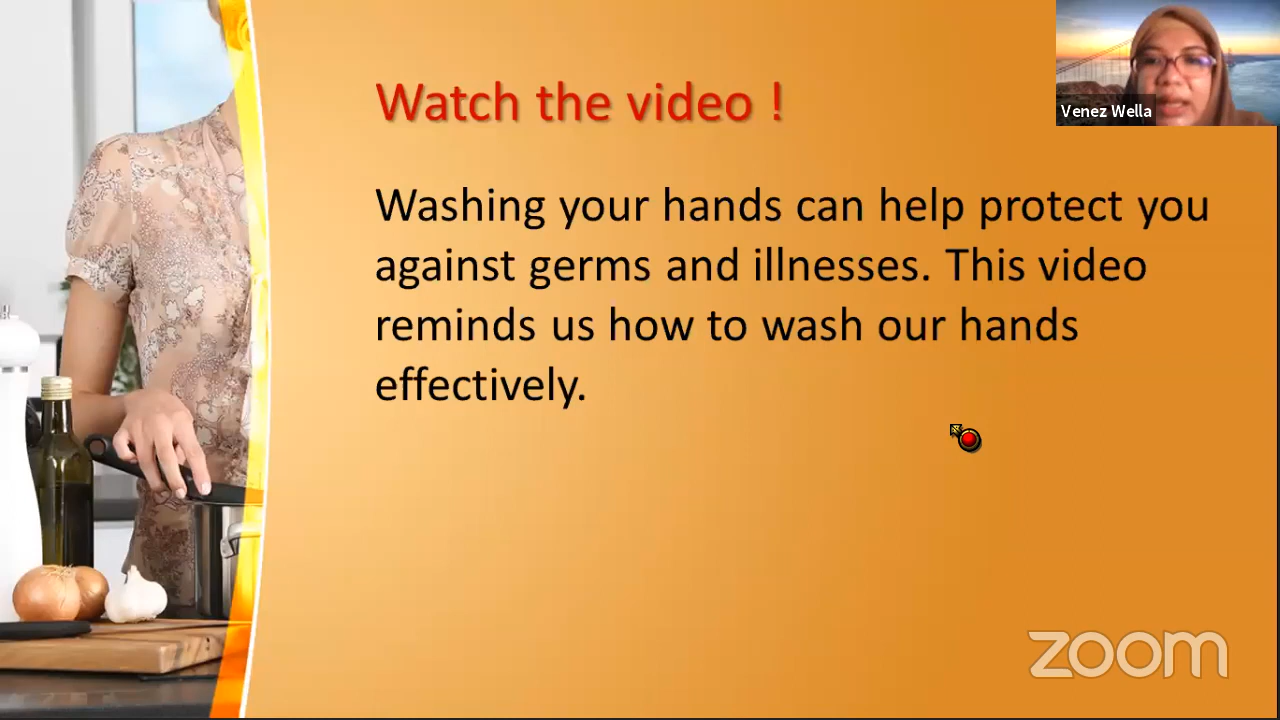 Watch the video !
Venez Wella
Washing your hands can help protect you
against germs and illnesses. This video
reminds us how to wash our hands
effectively.
zoom